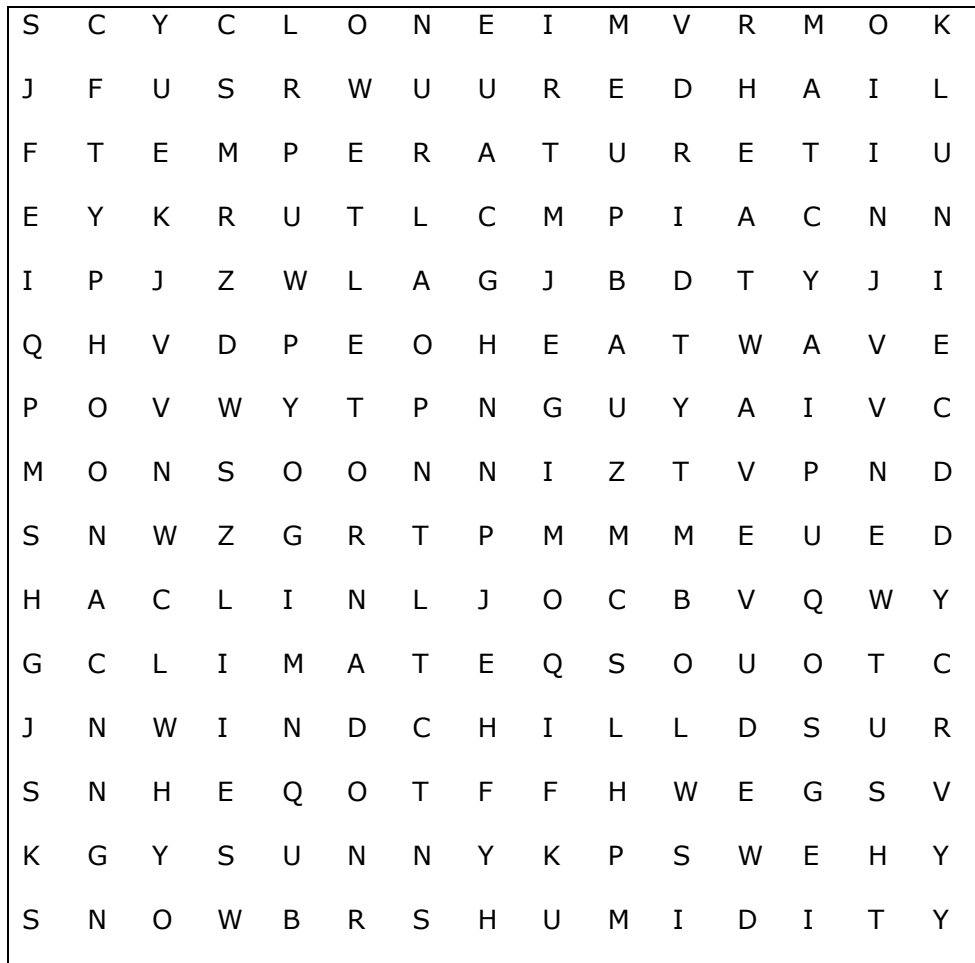 S C Y C L O N E I M V R M O K
J F U S R W U U R E D H A I L
F T E M P E R A T U R E T I U
E Y K R U T L C M P I A C N N
I P J Z W L A G J B D T Y J I
Q H V D P E O H E A T W A V E
P O V W Y T P N G U Y A I V C
M O N S O O N N I Z T V P N D
S N W Z G R T P M M M E U E D
H A C L I N L J O C B V Q W Y
G C L I M A T E Q S O U O T C
J N W I N D C H I L L D S U R
S N H E Q O T F F H W E G S V
K G Y S U N N Y K P S W E H Y
S N O W B R S H U M I D I T Y